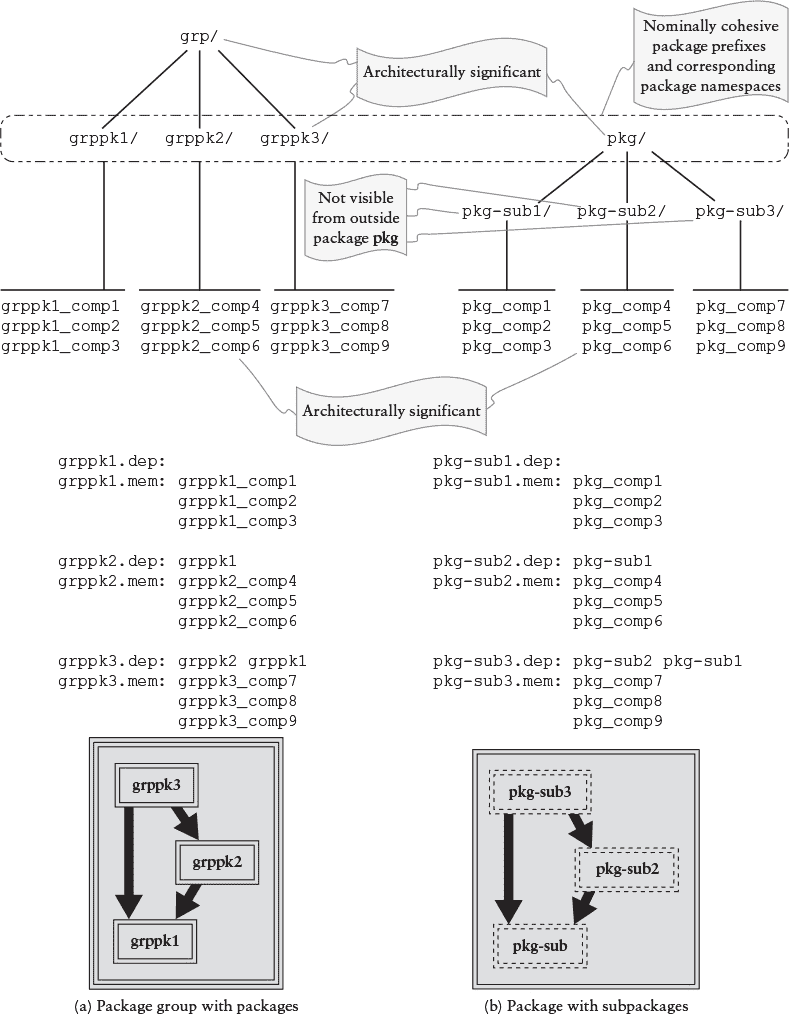 grp/
Architecturally significant
Nominally cohesive
package prefixes
and corresponding
package namespaces
grppk1/ grppk2/ grppk3/ pkg/
Not visible
from outside
package pkg
pkg-sub1/ pkg-sub2/ pkg-sub3/
grppk1_comp1 grppk2_comp4 grppk3_comp7 pkg_comp1 pkg_comp4 pkg_comp7
grppk1_comp2 grppk2_comp5 grppk3_comp8 pkg_comp2 pkg_comp5 pkg_comp8
grppk1_comp3 grppk2_comp6 grppk3_comp9 pkg_comp3 pkg_comp6 pkg_comp9
Architecturally significant
grppk1.dep:
grppk1.mem: grppk1_comp1
grppk1_comp2
grppk1_comp3
grppk2.dep: grppk1
grppk2.mem: grppk2_comp4
grppk2_comp5
grppk2_comp6
grppk3.dep: grppk2 grppk1
grppk3.mem: grppk3_comp7
grppk3_comp8
grppk3_comp9
grppk3
grppk2
grppk1
(a) Package group with packages
pkg-sub1.dep:
pkg-sub1.mem: pkg_comp1
pkg_comp2
pkg_comp3
pkg-sub2.dep: pkg-sub1
pkg-sub2.mem: pkg_comp4
pkg_comp5
pkg_comp6
pkg-sub3.dep: pkg-sub2 pkg-sub1
pkg-sub3.mem: pkg_comp7
pkg_comp8
pkg_comp9
pkg-sub3
pkg-sub2
pkg-sub
(b) Package with subpackages